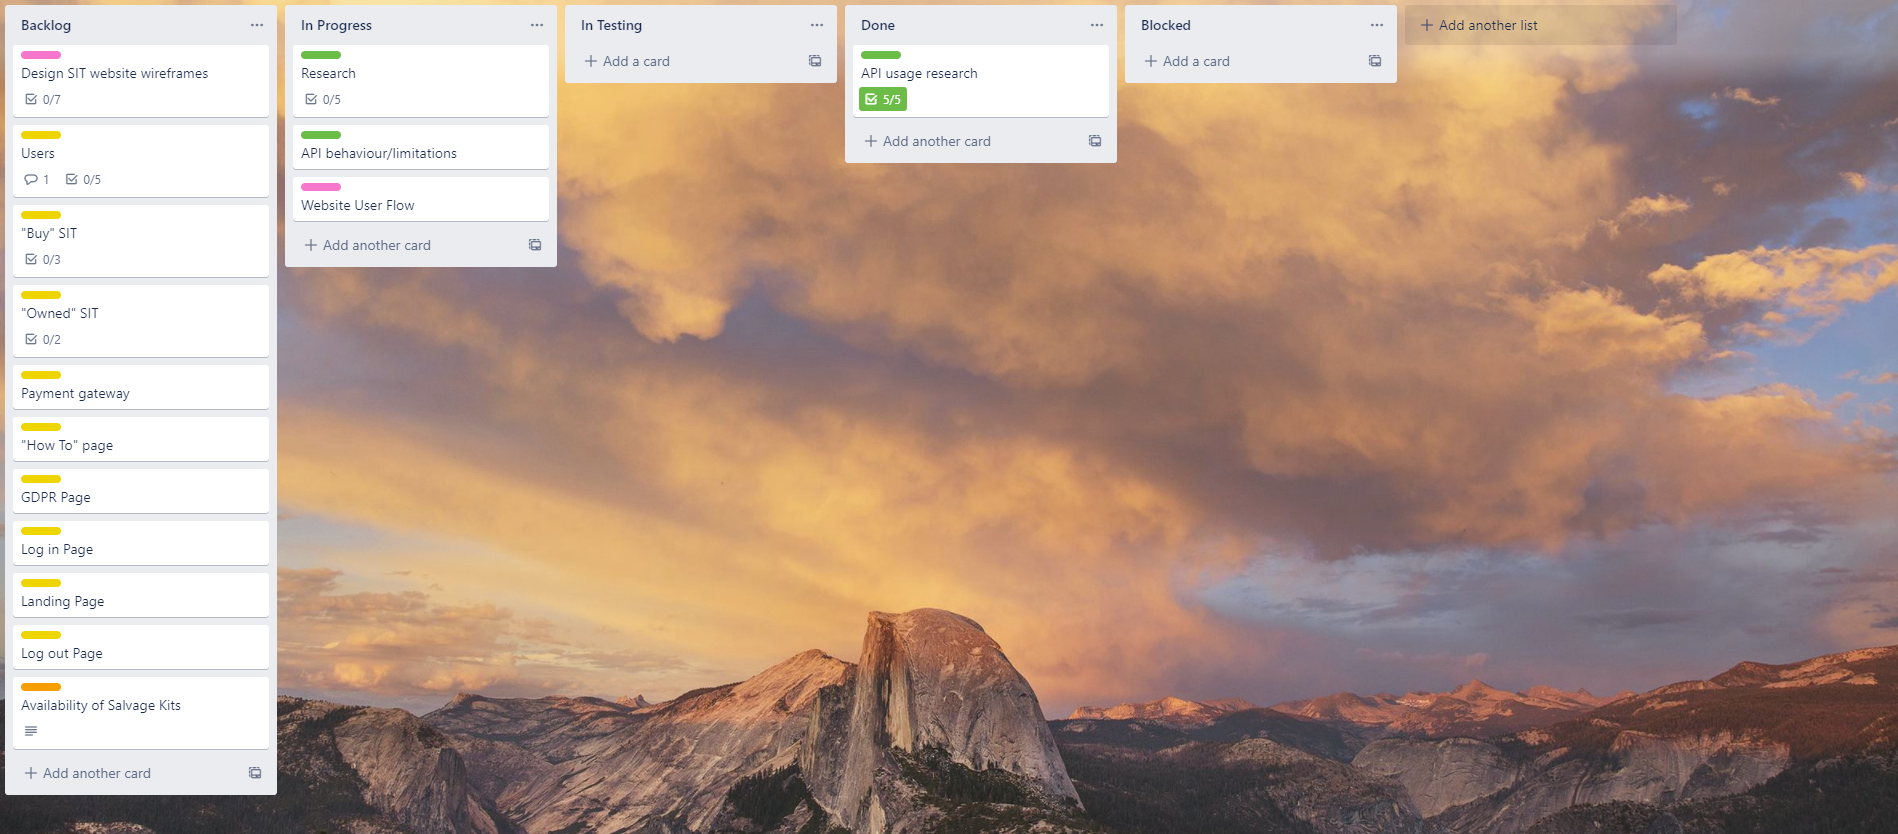 Backlog
Design SIT website wireframes
0/7
Users
1 0/5
"Buy" SIT
0/3
"Owned" SIT
0/2
Payment gateway
"How To" page
GDPR Page
Log in Page
Landing Page
Log out Page
Availability of Salvage Kits
Add another card
In Progress
Research
0/5
API behaviour/limitations
Website User Flow
Add another card
In Testing
Add a card
Done
API usage research
5/5
Add another card
Blocked
Add a card
Add another list